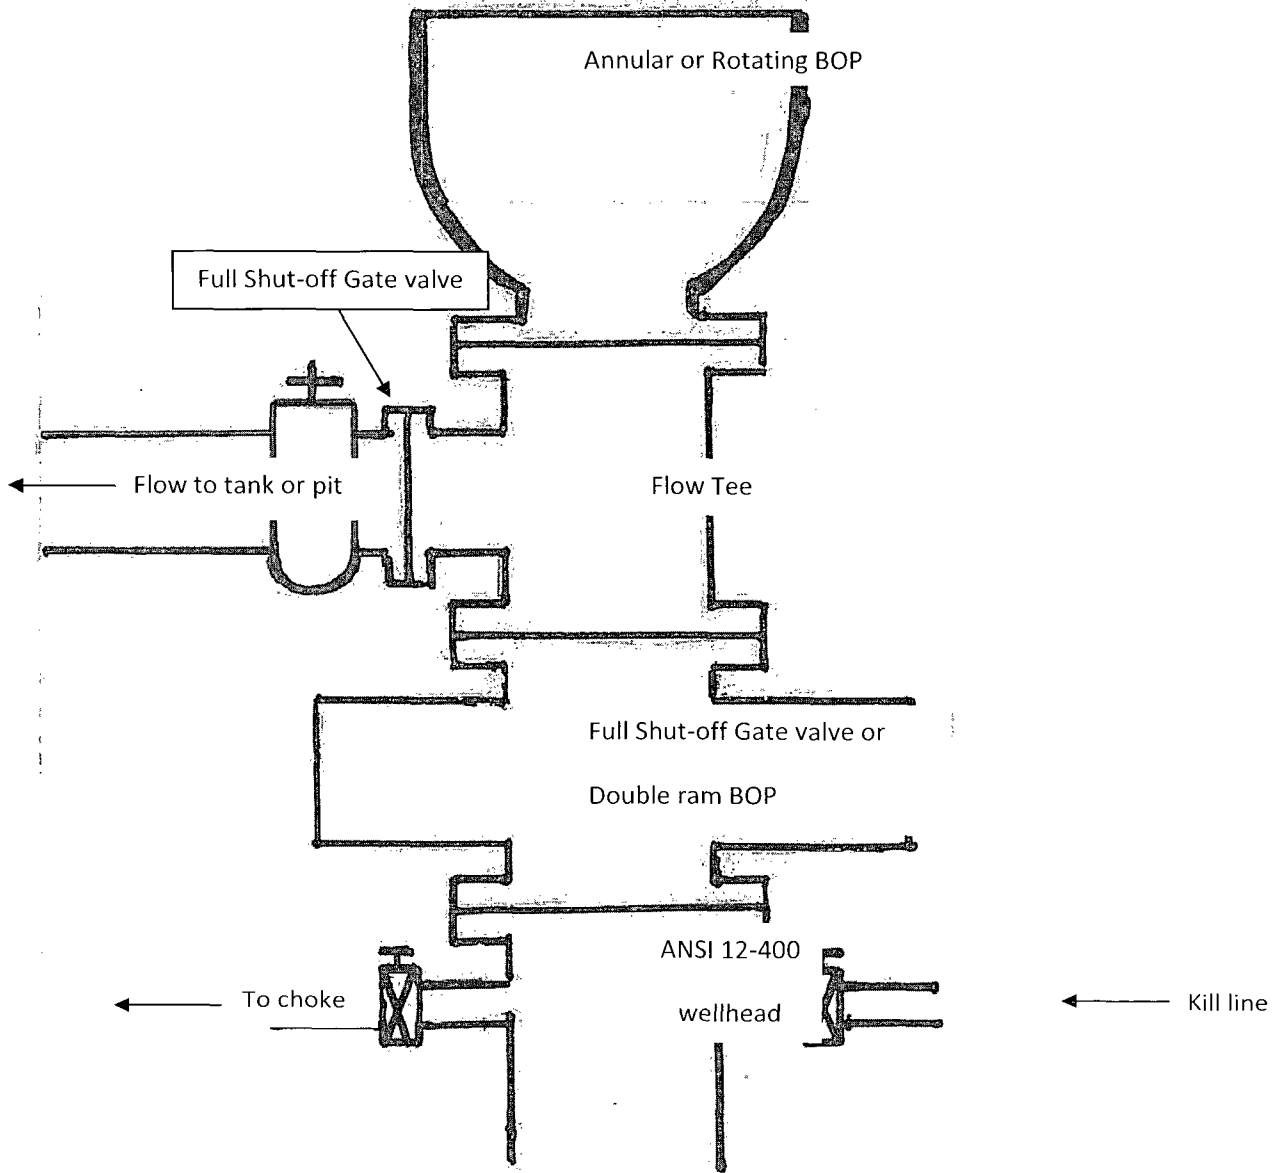 Annular or Rotating BOP
Full Shut-off Gate valve
Flow to tank or pit
Flow Tee
Full Shut-off Gate valve or
Double ram BOP
ANSI 12-400
wellhead
To choke
Kill line